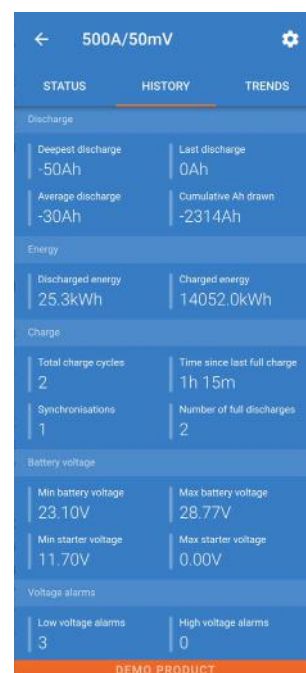 500A/50mV
STATUS HISTORY TRENDS
Discharge
Deepest discharge Last discharge
-50Ah 0Ah
Average discharge Cumulative Ah drawn
-30Ah -2314Ah
Energy
Discharged energy Charged energy
25.3kWh 14052.0kWh
Charge
Total charge cycles Time since last full charge
2 1h 15m
Synchronisations Number of full discharges
1 2
Battery voltage
Min battery voltage Max battery voltage
23.10V 28.77V
Min starter voltage Max starter voltage
11.70V 0.00V
Voltage alarms
Low voltage alarms High voltage alarms
3 0
DEMO PRODUCT